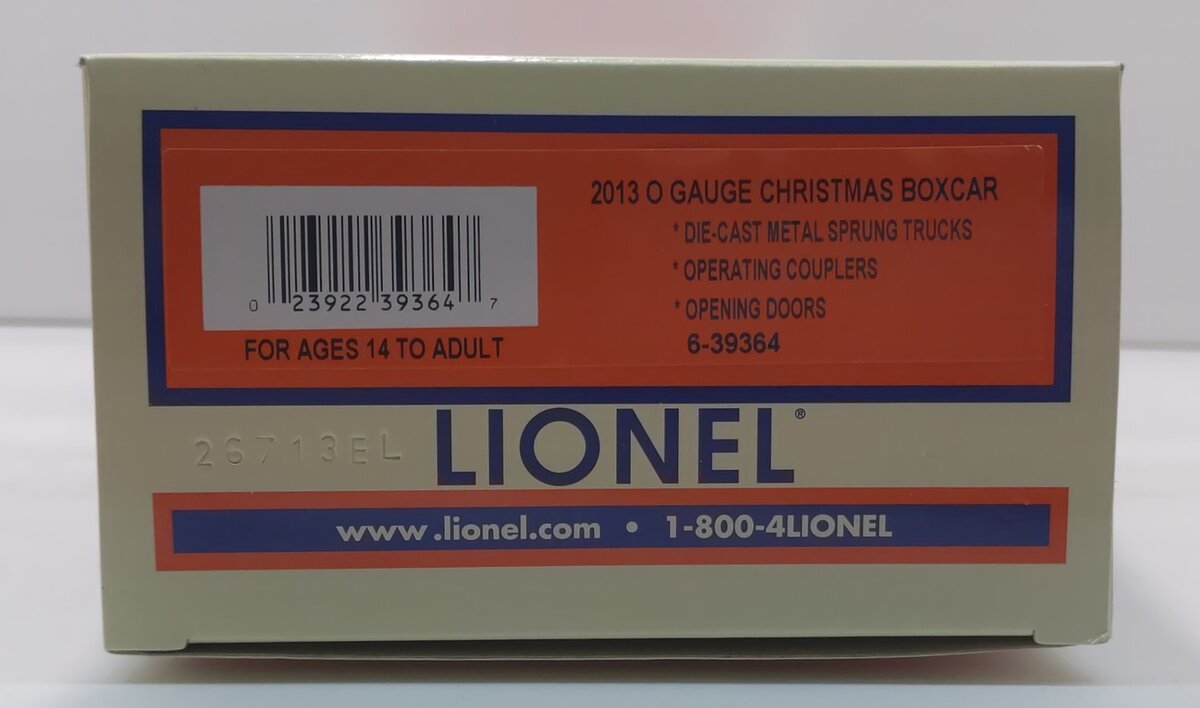 2013 O GAUGE CHRISTMAS BOXCAR
* DIE-CAST METAL SPRUNG TRUCKS
* OPERATING COUPLERS
* OPENING DOORS
6-39364
0 23922 39364 7
FOR AGES 14 TO ADULT
26713EL
LIONEL®
www.lionel.com • 1-800-4LIONEL